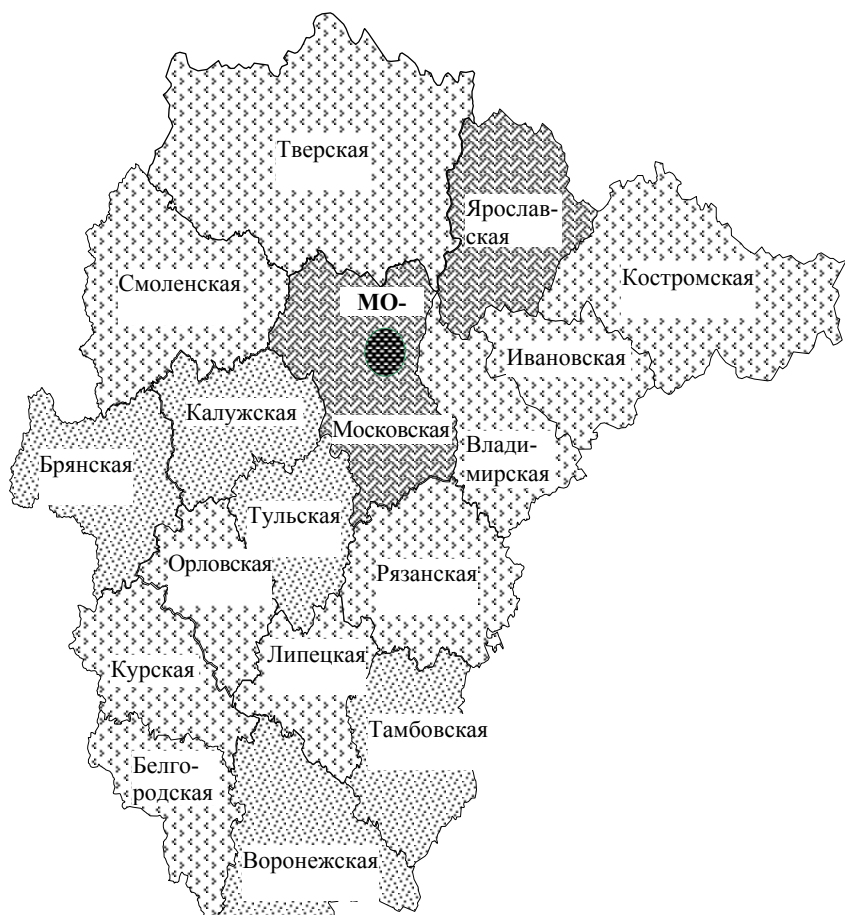 Тверская
Ярослав-
ская
Костромская
Смоленская
МО-
Ивановская
Калужская
Московская
Влади-
мирская
Брянская
Тульская
Орловская
Рязанская
Липецкая
Курская
Тамбовская
Белго-
родская
Воронежская